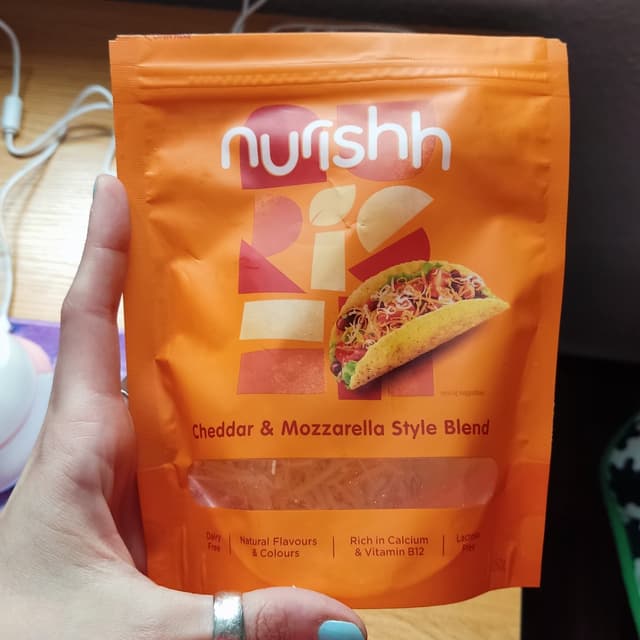 nurishh
Cheddar & Mozzarella Style Blend
Dairy
Free
Natural Flavours
& Colours
Rich in Calcium
& Vitamin B12
Lactose
Free